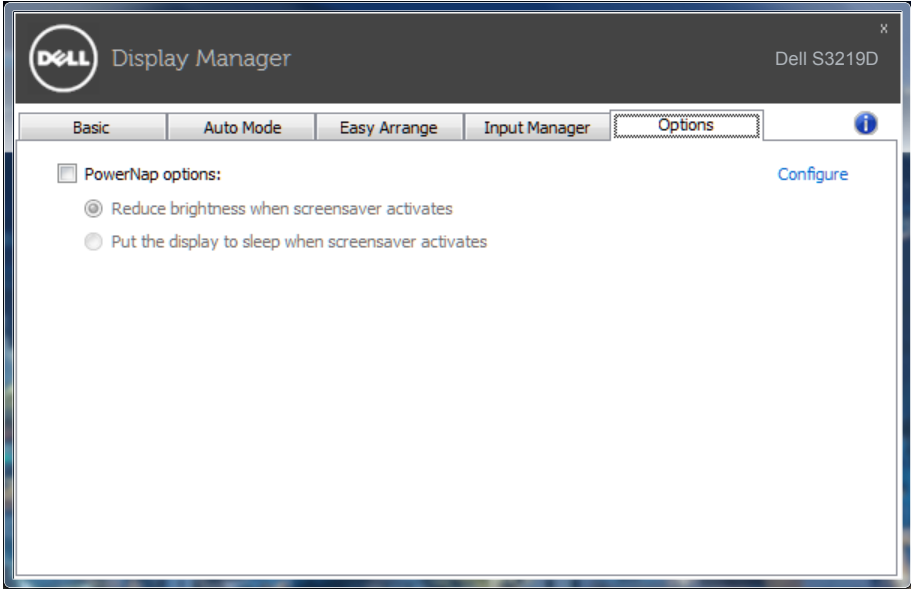 DELL Display Manager
x
Dell S3219D
Basic Auto Mode Easy Arrange Input Manager Options i
PowerNap options: Configure
Reduce brightness when screensaver activates
Put the display to sleep when screensaver activates